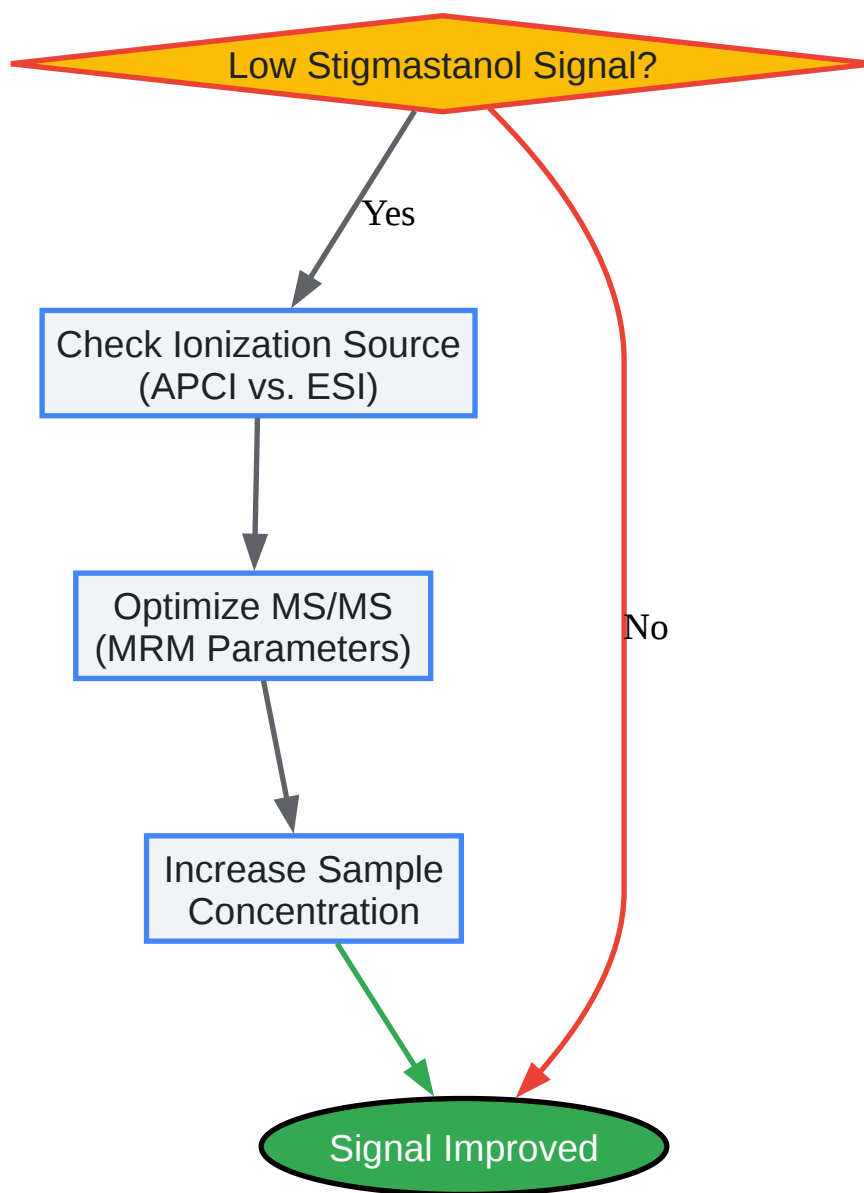 Low Stigmastanol Signal?
Yes
Check Ionization Source
(APCI vs. ESI)
Optimize MS/MS
(MRM Parameters)
No
Increase Sample
Concentration
Signal Improved